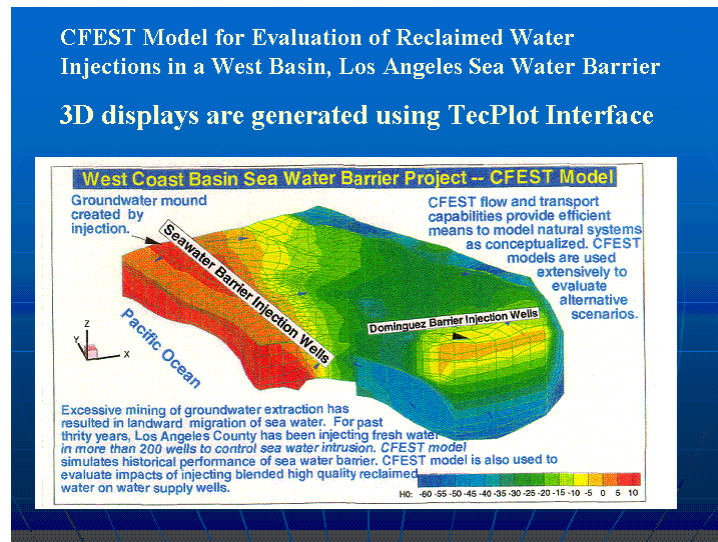 CFEST Model for Evaluation of Reclaimed Water
Injections in a West Basin, Los Angeles Sea Water Barrier
3D displays are generated using TecPlot Interface
West Coast Basin Sea Water Barrier Project -- CFEST Model
Groundwater mound
created by
injection.
CFEST flow and transport
capabilities provide efficient
means to model natural systems
as conceptualized. CFEST
models are used
extensively to
evaluate
alternative
scenarios.
Seawater Barrier Injection Wells
Dominguez Barrier Injection Wells
Pacific Ocean
Z
Y
X
Excessive mining of groundwater extraction has
resulted in landward migration of sea water. For past
thrity years, Los Angeles County has been injecting fresh water
in more than 200 wells to control sea water intrusion. CFEST model
simulates historical performance of sea water barrier. CFEST model is also used to
evaluate impacts of injecting blended high quality reclaimed
water on water supply wells.
H0: -60 -55 -50 -45 -40 -35 -30 -25 -20 -15 -10 -5 0 5 10